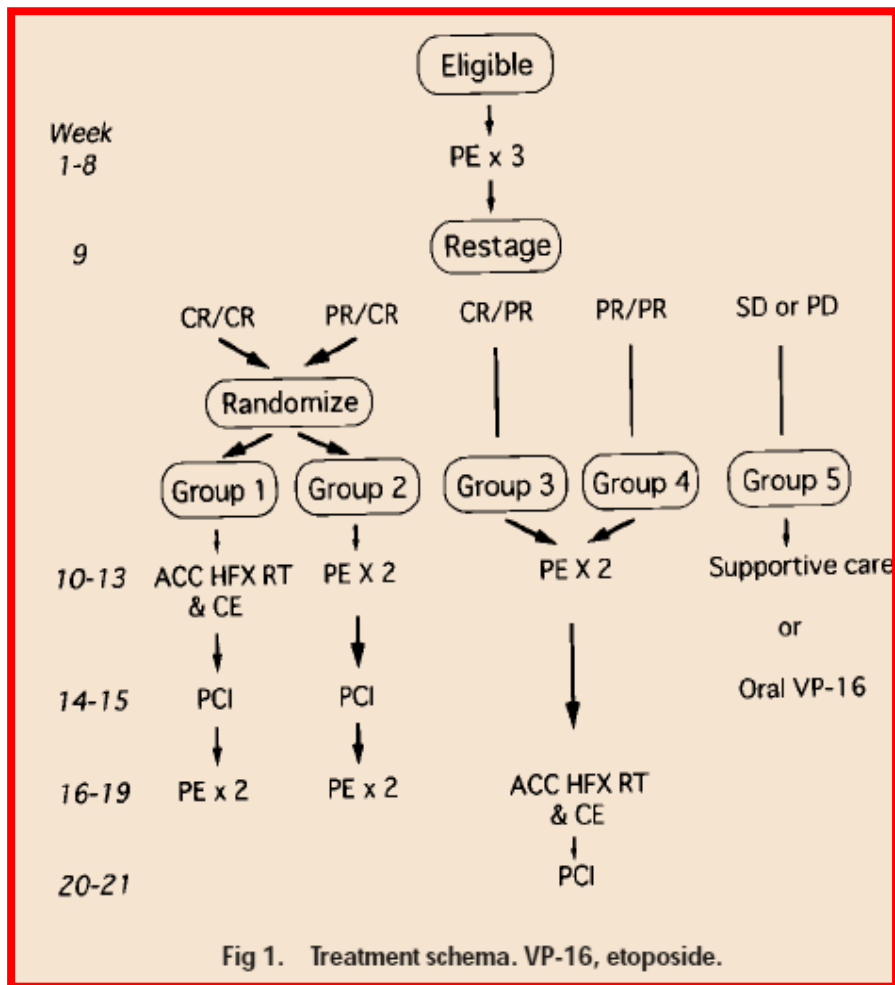 Eligible
Week
1-8
PE x 3
9
Restage
CR/CR PR/CR CR/PR PR/PR SD or PD
Randomize
Group 1 Group 2 Group 3 Group 4 Group 5
10-13 ACC HFX RT PE X 2 PE X 2 Supportive care
& CE
or
14-15 PCI PCI Oral VP-16
16-19 PE x 2 PE x 2 ACC HFX RT
& CE
20-21 PCI
Fig 1. Treatment schema. VP-16, etoposide.